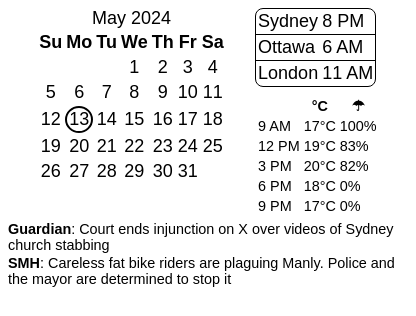 May 2024
Su Mo Tu We Th Fr Sa
1 2 3 4
5 6 7 8 9 10 11
12 13 14 15 16 17 18
19 20 21 22 23 24 25
26 27 28 29 30 31
Sydney 8 PM
Ottawa 6 AM
London 11 AM
°C ☂
9 AM 17°C 100%
12 PM 19°C 83%
3 PM 20°C 82%
6 PM 18°C 0%
9 PM 17°C 0%
Guardian: Court ends injunction on X over videos of Sydney
church stabbing
SMH: Careless fat bike riders are plaguing Manly. Police and
the mayor are determined to stop it